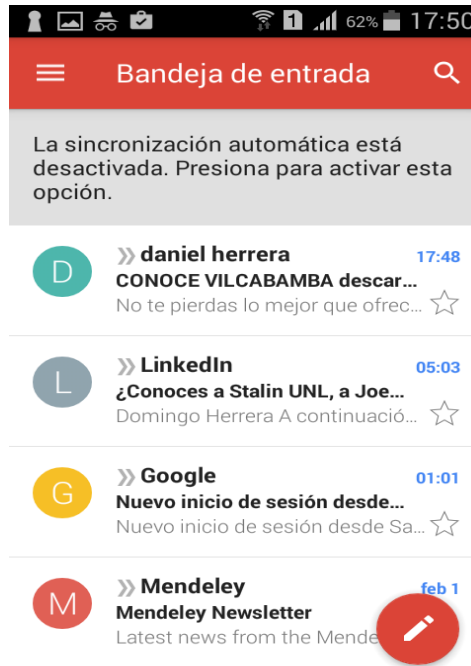 1 62% 17:50
Bandeja de entrada
La sincronización automática está
desactivada. Presiona para activar esta
opción.
D daniel herrera 17:48
CONOCE VILCABAMBA descar...
No te pierdas lo mejor que ofrec...
L LinkedIn 05:03
¿Conoces a Stalin UNL, a Joe...
Domingo Herrera A continuació...
G Google 01:01
Nuevo inicio de sesión desde...
Nuevo inicio de sesión desde Sa...
M Mendeley feb 1
Mendeley Newsletter
Latest news from the Mende